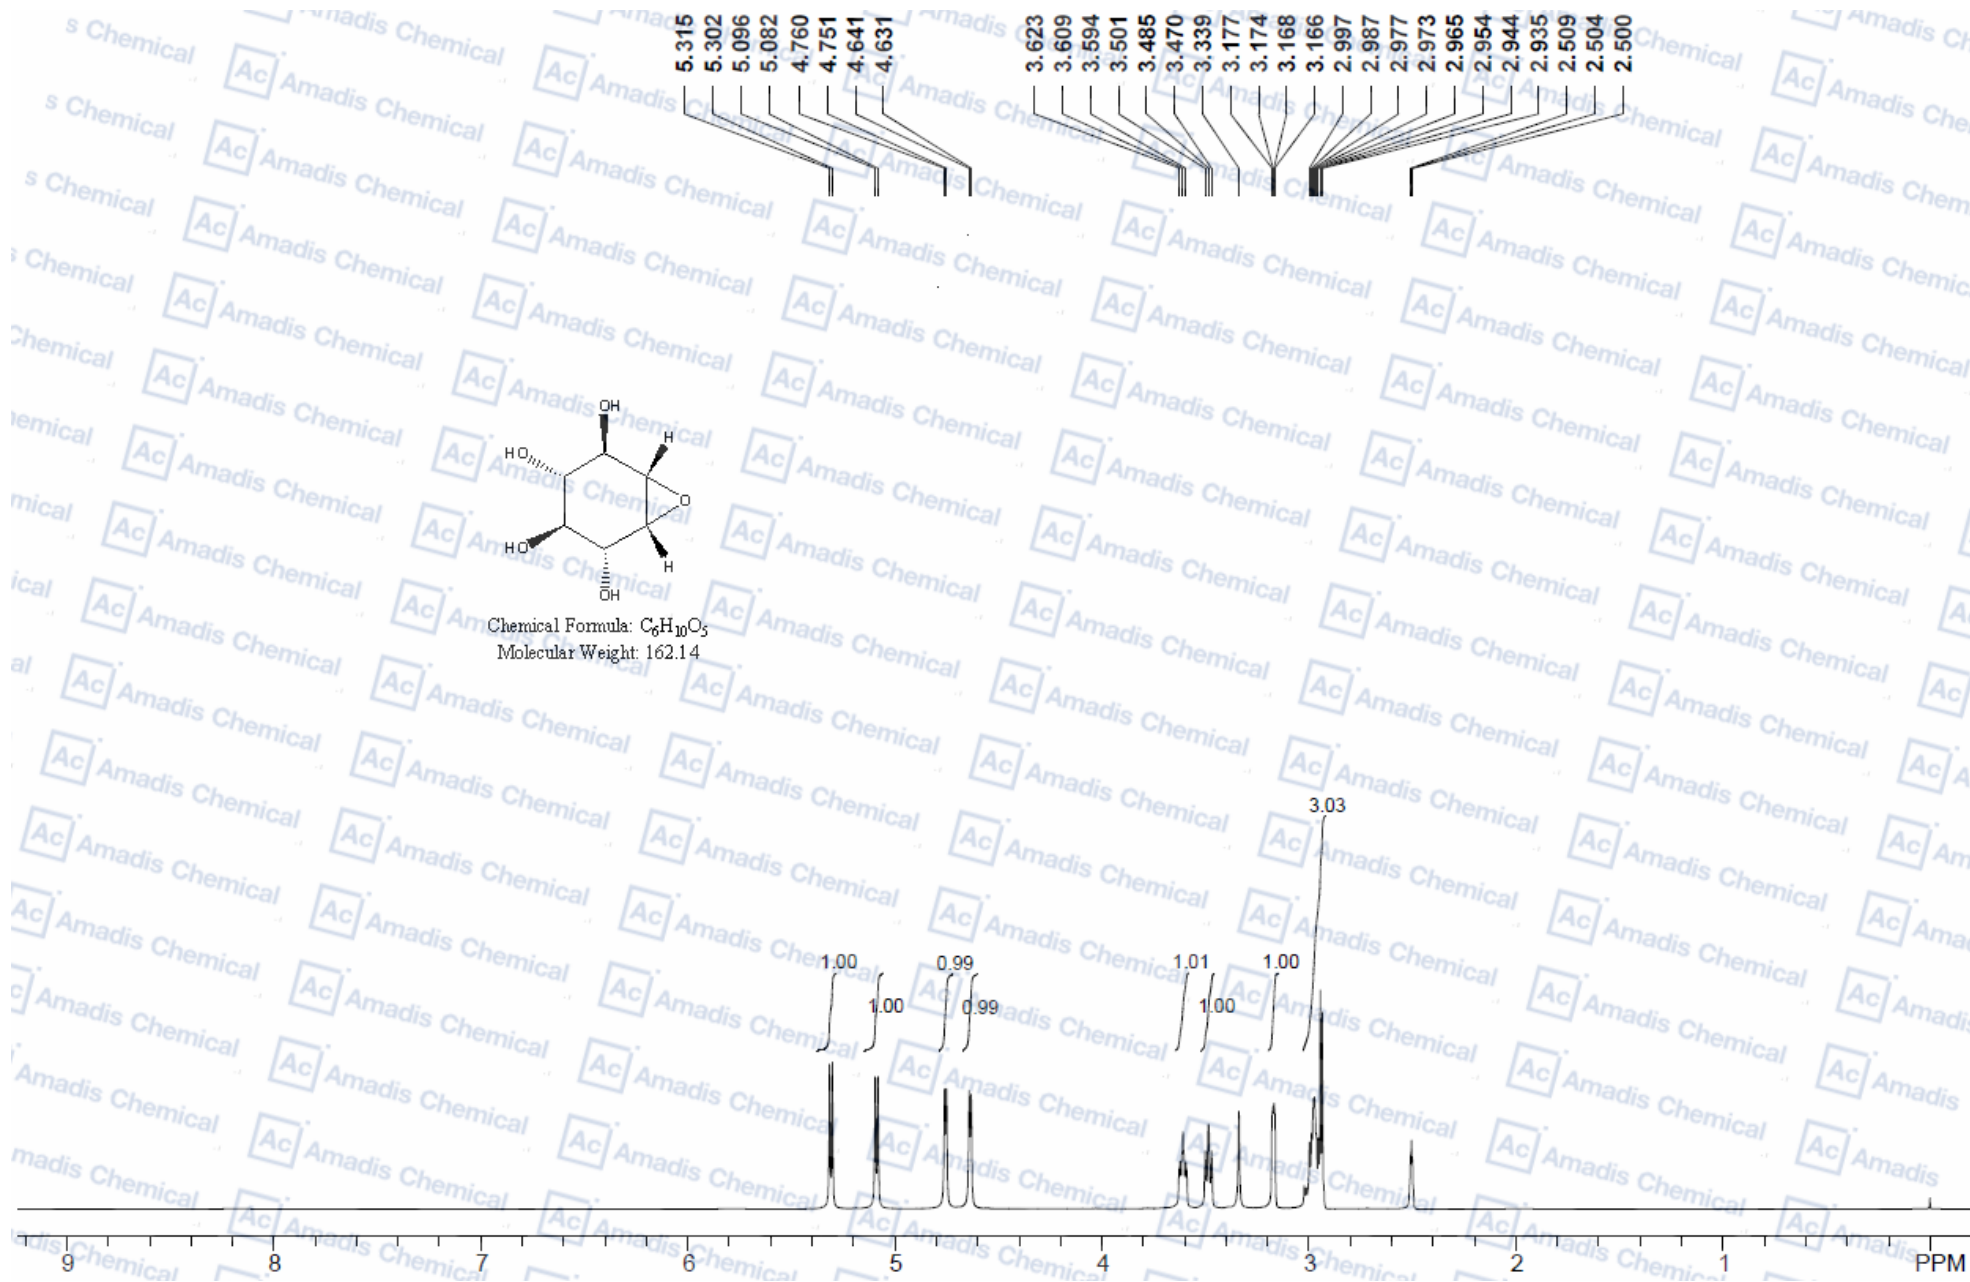 5.315
5.302
5.096
5.082
4.760
4.751
4.641
4.631
3.623
3.609
3.594
3.501
3.485
3.470
3.339
3.177
3.174
3.168
3.166
2.997
2.987
2.977
2.973
2.965
2.954
2.944
2.935
2.509
2.504
2.500
OH
H
HO
O
HO
H
OH
Chemical Formula: C6H10O5
Molecular Weight: 162.14
3.03
1.00 0.99 1.01 1.00
1.00 0.99 1.00
9 8 7 6 5 4 3 2 1 PPM
Ac Amadis Chemical